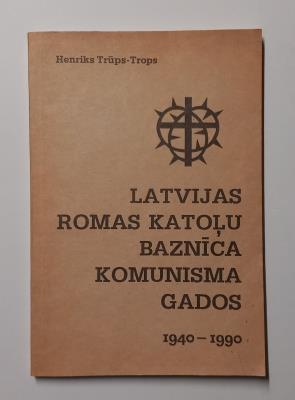 Henriks Trūps-Trops
LATVIJAS
ROMAS KATOĻU
BAZNĪCA
KOMUNISMA
GADOS
1940–1990